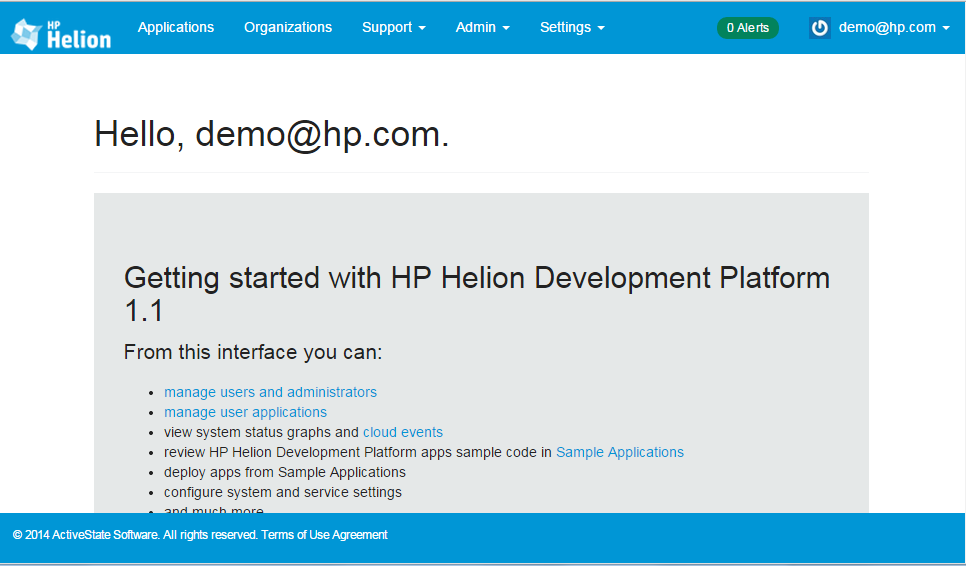 HP
Helion
Applications Organizations Support Admin Settings 0 Alerts demo@hp.com
Hello, demo@hp.com.
Getting started with HP Helion Development Platform
1.1
From this interface you can:
• manage users and administrators
• manage user applications
• view system status graphs and cloud events
• review HP Helion Development Platform apps sample code in Sample Applications
• deploy apps from Sample Applications
• configure system and service settings
• and much more
© 2014 ActiveState Software. All rights reserved. Terms of Use Agreement